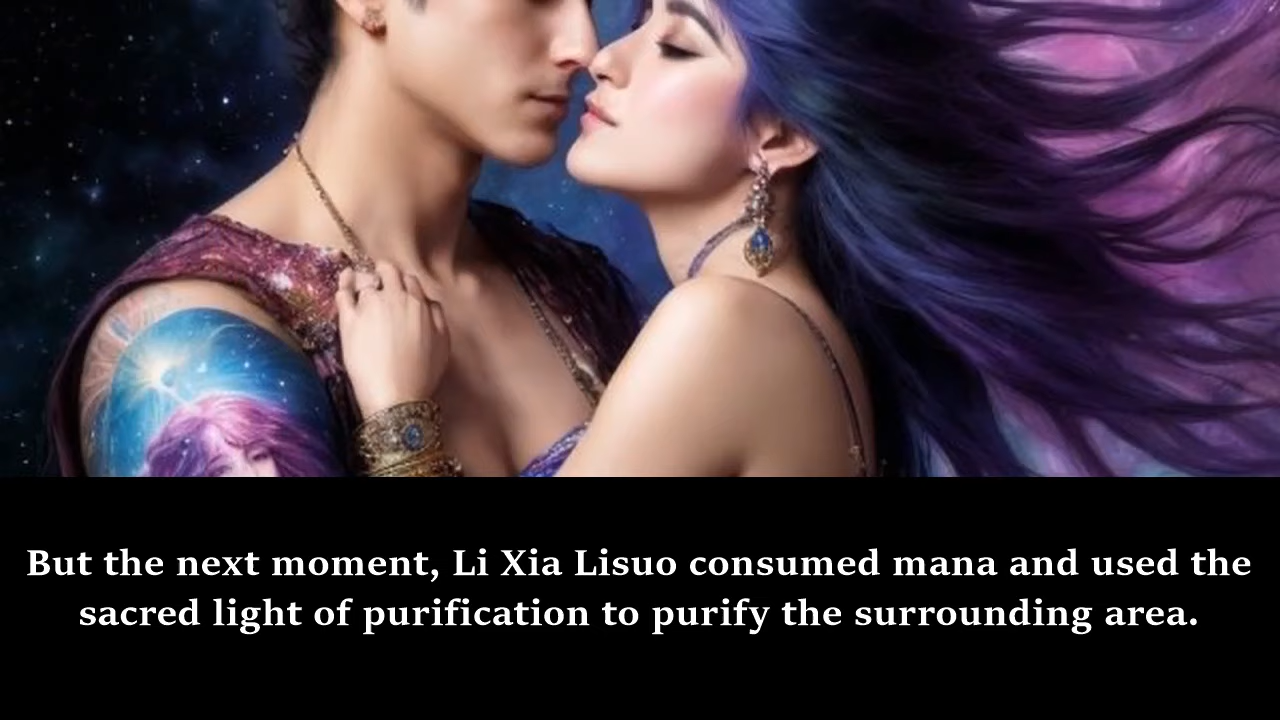 But the next moment, Li Xia Lisuo consumed mana and used the
sacred light of purification to purify the surrounding area.